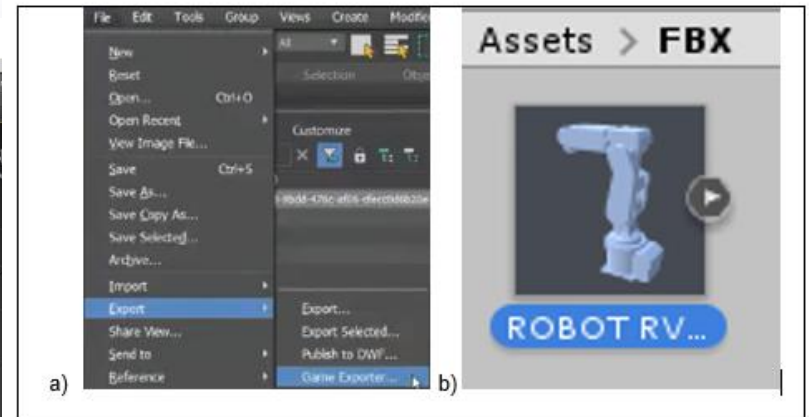 File Edit Tools Group Views Create Modifie
New
Reset
Open... Ctrl+O
Open Recent
View Image File...
Save Ctrl+S
Save As...
Save Copy As...
Save Selected...
Archive...
Import
Export
Share View...
Send to
Reference
All
Selection Obje
Customize
Export...
Export Selected...
Publish to DWF...
Game Exporter...
a)
Assets > FBX
ROBOT RV...
b)